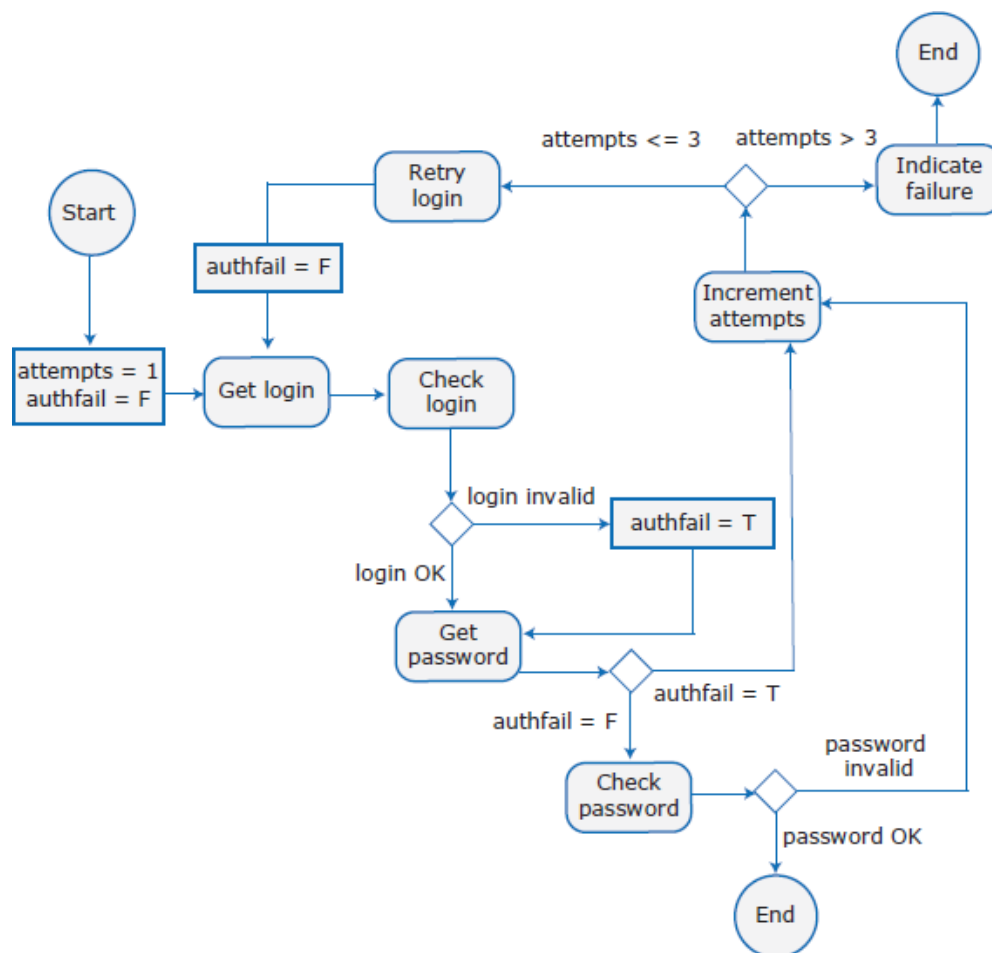 End
attempts <= 3
attempts > 3
Retry
login
Indicate
failure
Start
authfail = F
Increment
attempts
attempts = 1
authfail = F
Get login
Check
login
login invalid
authfail = T
login OK
Get
password
authfail = T
authfail = F
password
invalid
Check
password
password OK
End